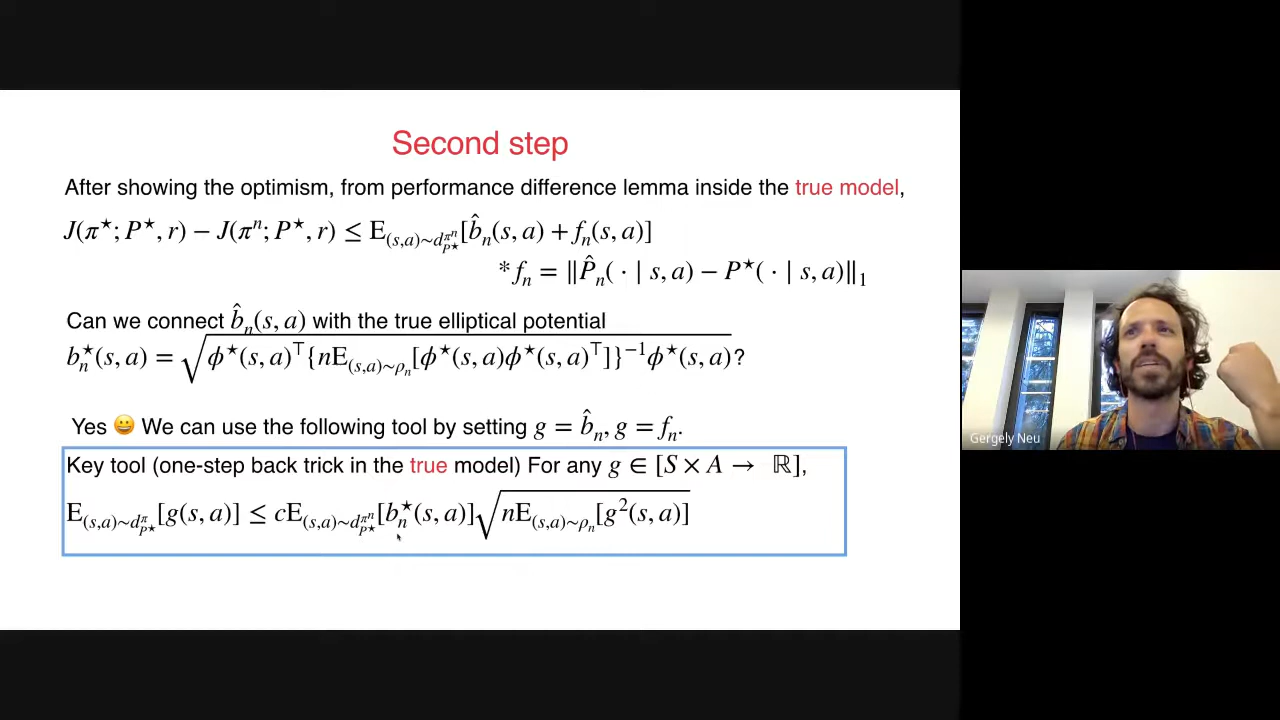 Second step
After showing the optimism, from performance difference lemma inside the true model,
J(π⋆; P⋆, r) − J(πⁿ; P⋆, r) ≤ E_{(s,a)∼d^{πⁿ}_{P⋆}}[b̂_n(s, a) + f_n(s, a)]
*f_n = ∥P̂_n( · ∣ s, a) − P⋆( · ∣ s, a)∥_1
Can we connect b̂_n(s, a) with the true elliptical potential
b⋆_n(s, a) = √(ϕ⋆(s, a)^⊤{nE_{(s,a)∼ρ_n}[ϕ⋆(s, a)ϕ⋆(s, a)^⊤]}^{−1}ϕ⋆(s, a))?
Yes 😀 We can use the following tool by setting g = b̂_n, g = f_n.
Key tool (one-step back trick in the true model) For any g ∈ [S × A → ℝ],
E_{(s,a)∼d^π_{P⋆}}[g(s, a)] ≤ cE_{(s,a)∼d^{πⁿ}_{P⋆}}[b⋆_n(s, a)]√(nE_{(s,a)∼ρ_n}[g²(s, a)])
Gergely Neu